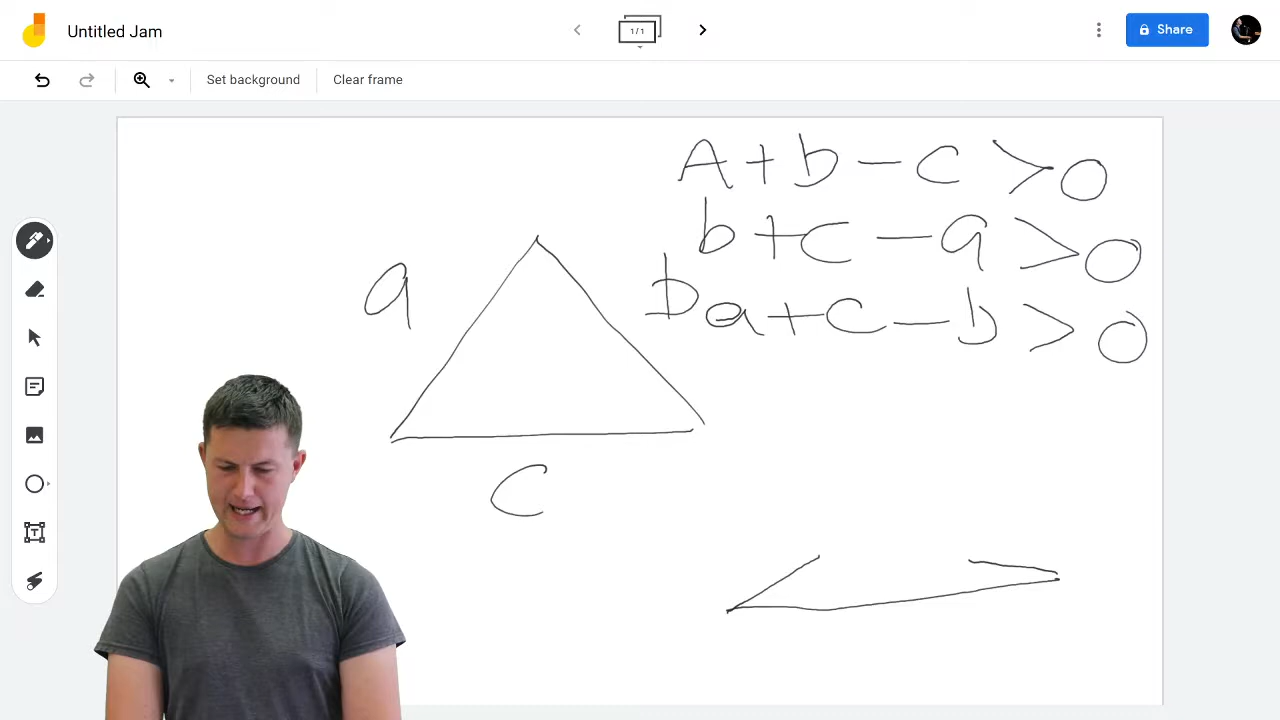 Untitled Jam
1/1
Share
Set background
Clear frame
A+b-c>0
b+c-a>0
a+c-b>0
a
b
c
T